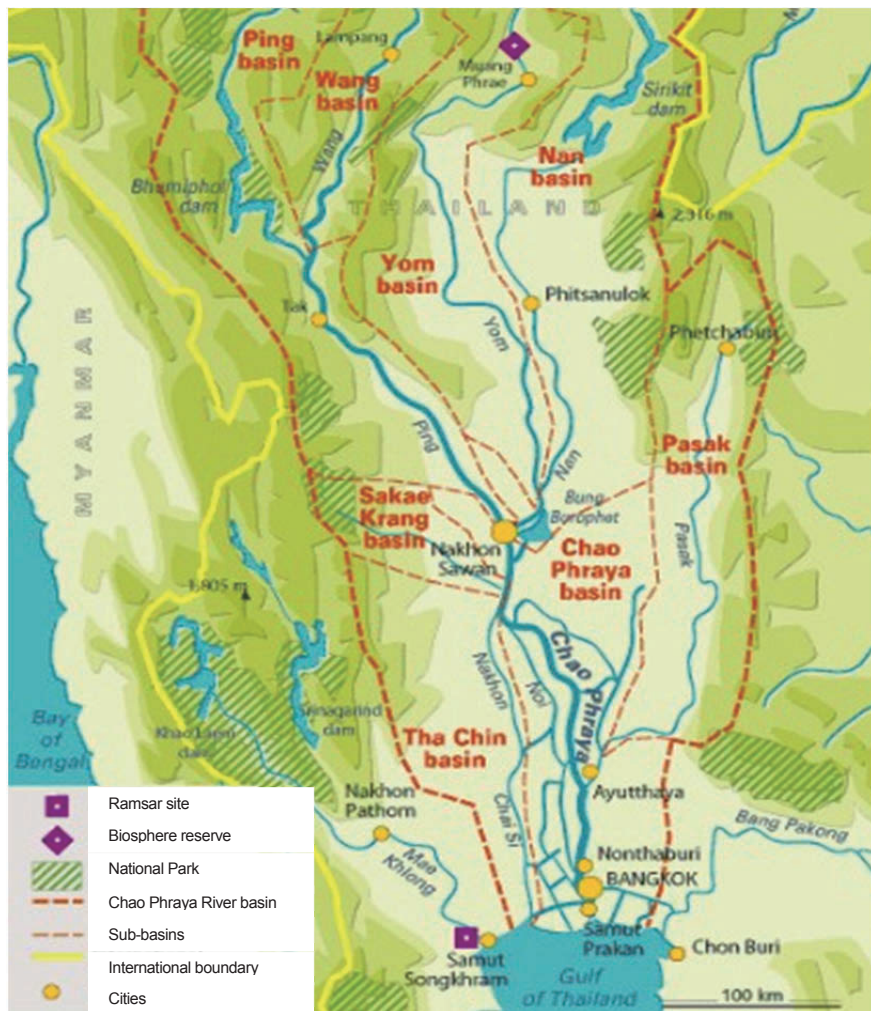 Ping
basin
Lampang
Wang
basin
Muang
Phrae
Sirikit
dam
Nan
basin
Wang
Bhumiphol
dam
THAILAND
2,316 m
Yom
basin
Phitsanulok
Tak
Yom
Phetchabun
MYANMAR
Ping
Nan
Pasak
basin
Sakae
Krang
basin
Bung
Boraphet
Nakhon
Sawan
Chao
Phraya
basin
Pasak
1,805 m
Chao Phraya
Nakhon
Noi
Bay
of
Bengal
Khao Laem
dam
Srinagarind
dam
Tha Chin
basin
Nakhon
Pathom
Ayutthaya
Chai Si
Bang Pakong
Mae
Khlong
Nonthaburi
BANGKOK
Samut
Prakan
Chon Buri
Samut
Songkhram
Gulf
of Thailand
100 km
Ramsar site
Biosphere reserve
National Park
Chao Phraya River basin
Sub-basins
International boundary
Cities